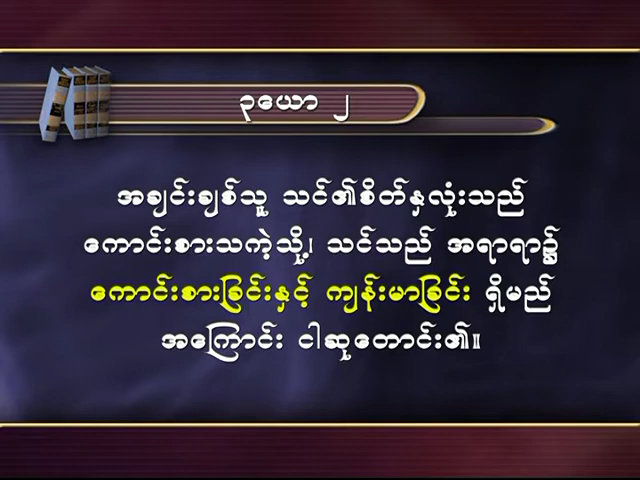 ၃ယော ၂
အချင်းချစ်သူ သင်၏စိတ်နှလုံးသည်
ကောင်းစားသကဲ့သို့၊ သင်သည် အရာရာ၌
ကောင်းစားခြင်းနှင့် ကျန်းမာခြင်း ရှိမည်
အကြောင်း ငါဆုတောင်း၏။